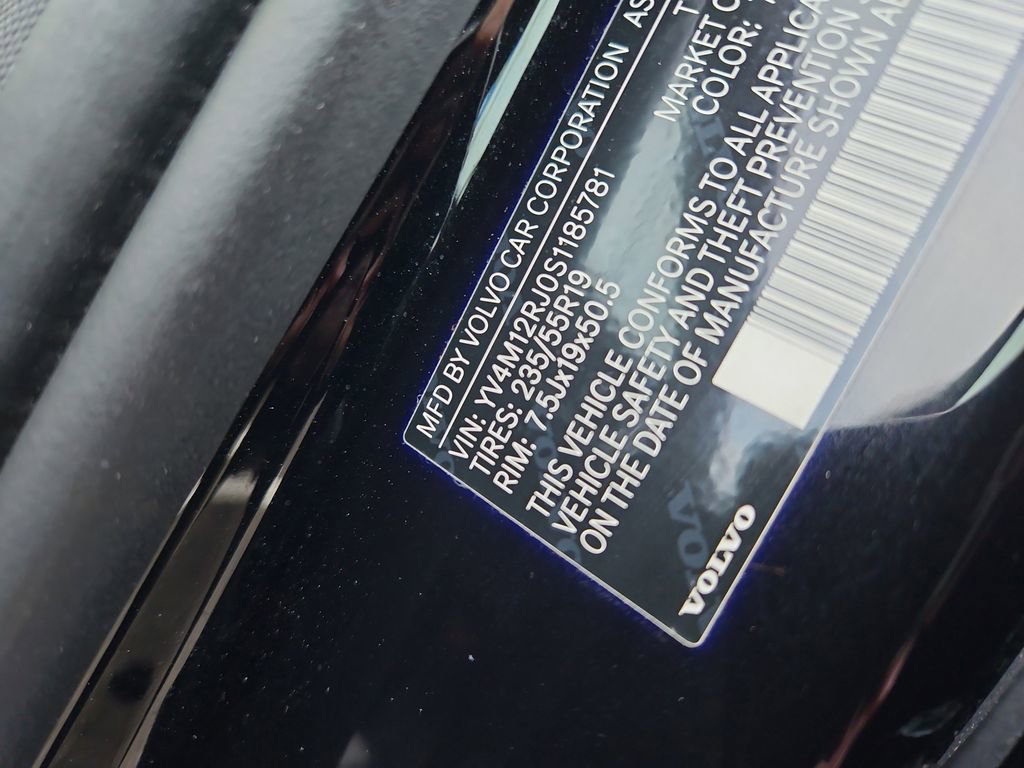 MFD BY VOLVO CAR CORPORATION AS
VIN: YV4M12RJ0S1185781
TIRES: 235/55R19
RIM: 7.5Jx19x50.5
MARKET
COLOR:
THIS VEHICLE CONFORMS TO ALL
VEHICLE SAFETY AND THEFT PREVENTION
ON THE DATE OF MANUFACTURE SHOWN
VOLVO